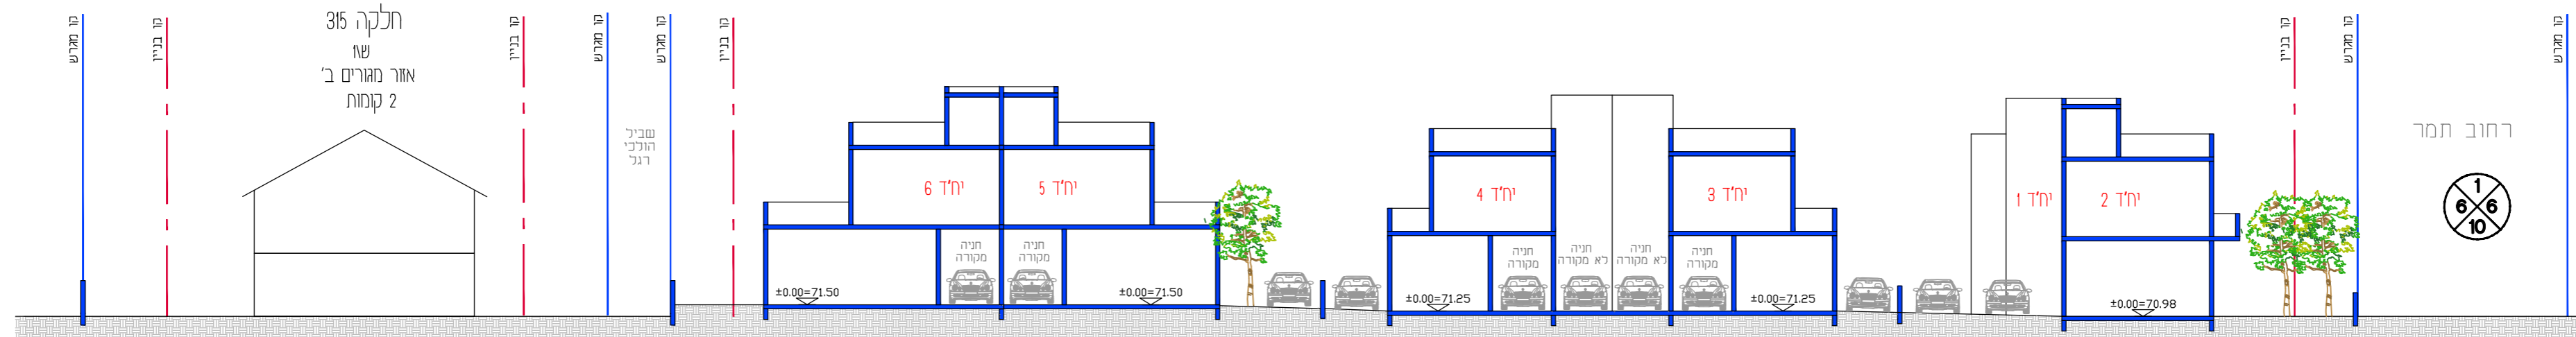 קו מגרש
קו בניין
חלקה 315
ש\1
אזור מגורים ב'
2 קומות
קו בניין
קו מגרש
שביל
הולכי
רגל
קו מגרש
קו בניין
יח'ד 6
יח'ד 5
חניה
מקורה
חניה
מקורה
±0.00=71.50
±0.00=71.50
יח'ד 4
יח'ד 3
חניה
מקורה
חניה
לא מקורה
חניה
לא מקורה
חניה
מקורה
±0.00=71.25
±0.00=71.25
יח'ד 1
יח'ד 2
±0.00=70.98
קו בניין
קו מגרש
רחוב תמר
1
6 6
10
קו מגרש